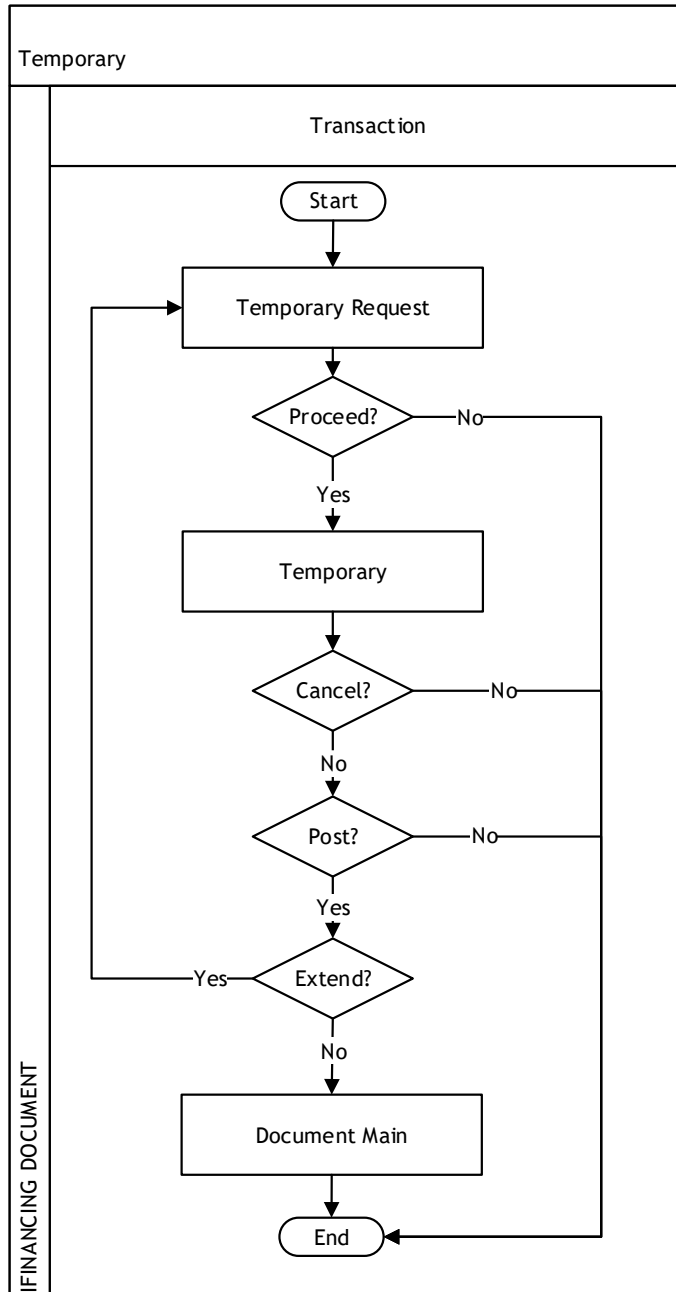 Temporary
Transaction
Start
Temporary Request
Proceed?
No
Yes
Temporary
Cancel?
No
No
Post?
No
Yes
Yes
Extend?
No
Document Main
End
IFINANCING DOCUMENT